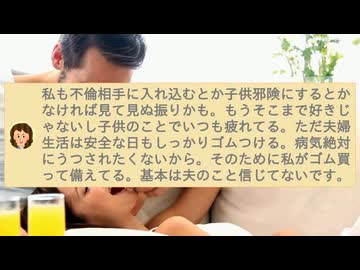 私も不倫相手に入れ込むとか子供邪険にするとか
なければ見て見ぬ振りかも。もうそこまで好きじ
ゃないし子供のことでいつも疲れてる。ただ夫婦
生活は安全な日もしっかりゴムつける。病気絶対
にうつされたくないから。そのために私がゴム買
って備えてる。基本は夫のこと信じてないです。